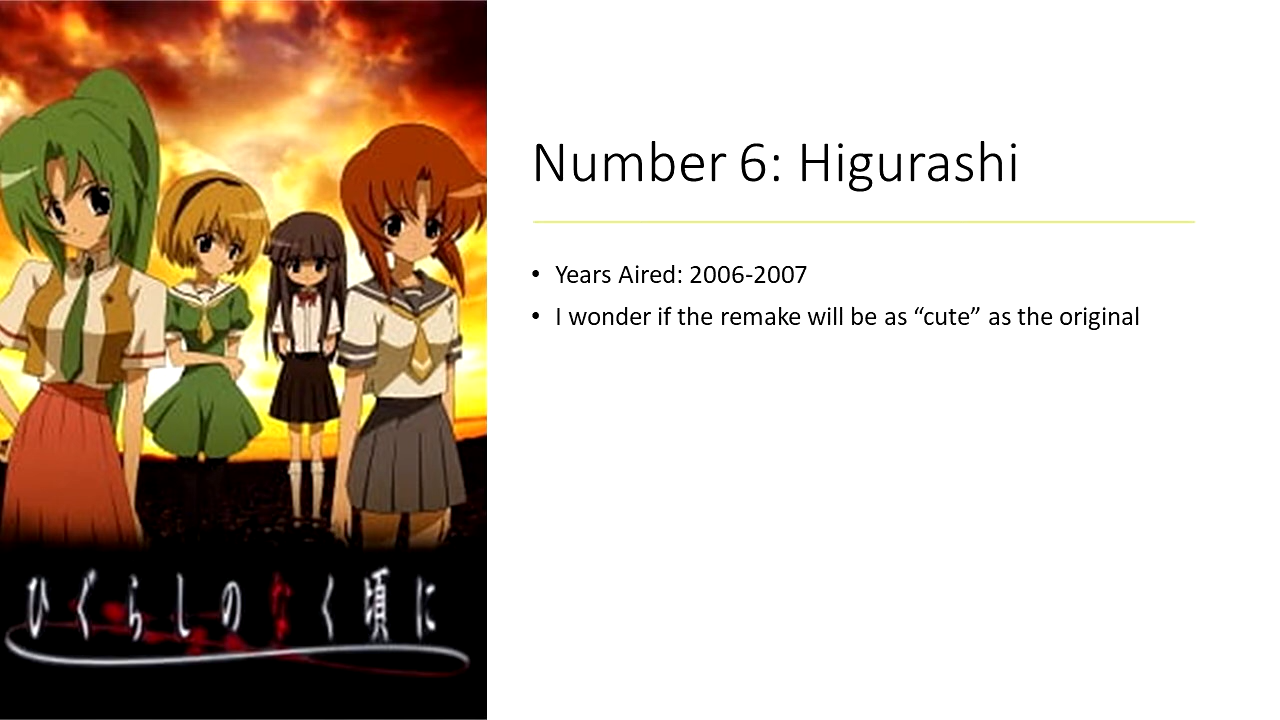 Number 6: Higurashi
• Years Aired: 2006-2007
• I wonder if the remake will be as “cute” as the original
ひぐらしのなく頃に